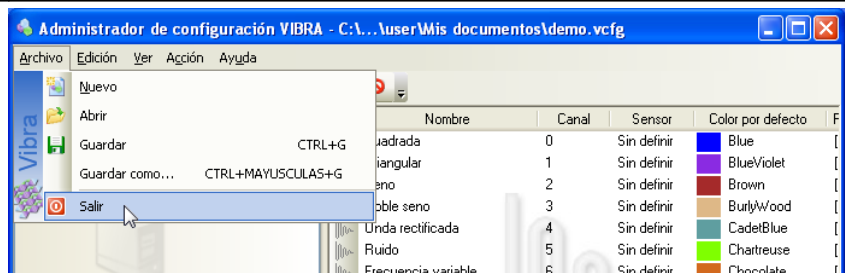 Administrador de configuración VIBRA - C:\...\user\Mis documentos\demo.vcfg
Archivo Edición Ver Acción Ayuda
Vibra
Nuevo
Abrir
Guardar CTRL+G
Guardar como... CTRL+MAYUSCULAS+G
Salir
Nombre Canal Sensor Color por defecto F
uadrada 0 Sin definir Blue [
iangular 1 Sin definir BlueViolet [
eno 2 Sin definir Brown [
oble seno 3 Sin definir BurlyWood [
Onda rectificada 4 Sin definir CadetBlue [
Ruido 5 Sin definir Chartreuse [
Frecuencia variable 6 Sin definir Chocolate [